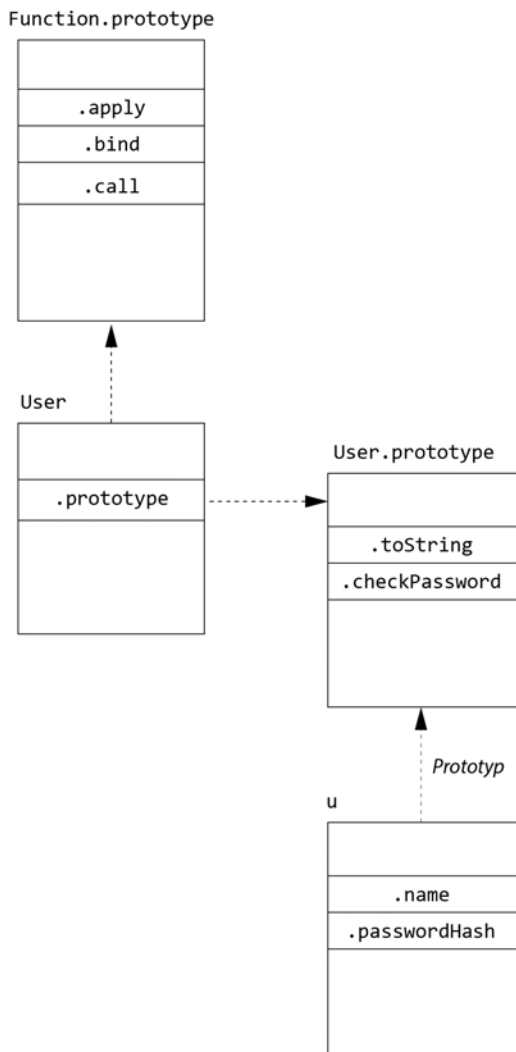 Function.prototype
.apply
.bind
.call
User
.prototype
User.prototype
.toString
.checkPassword
Prototyp
u
.name
.passwordHash